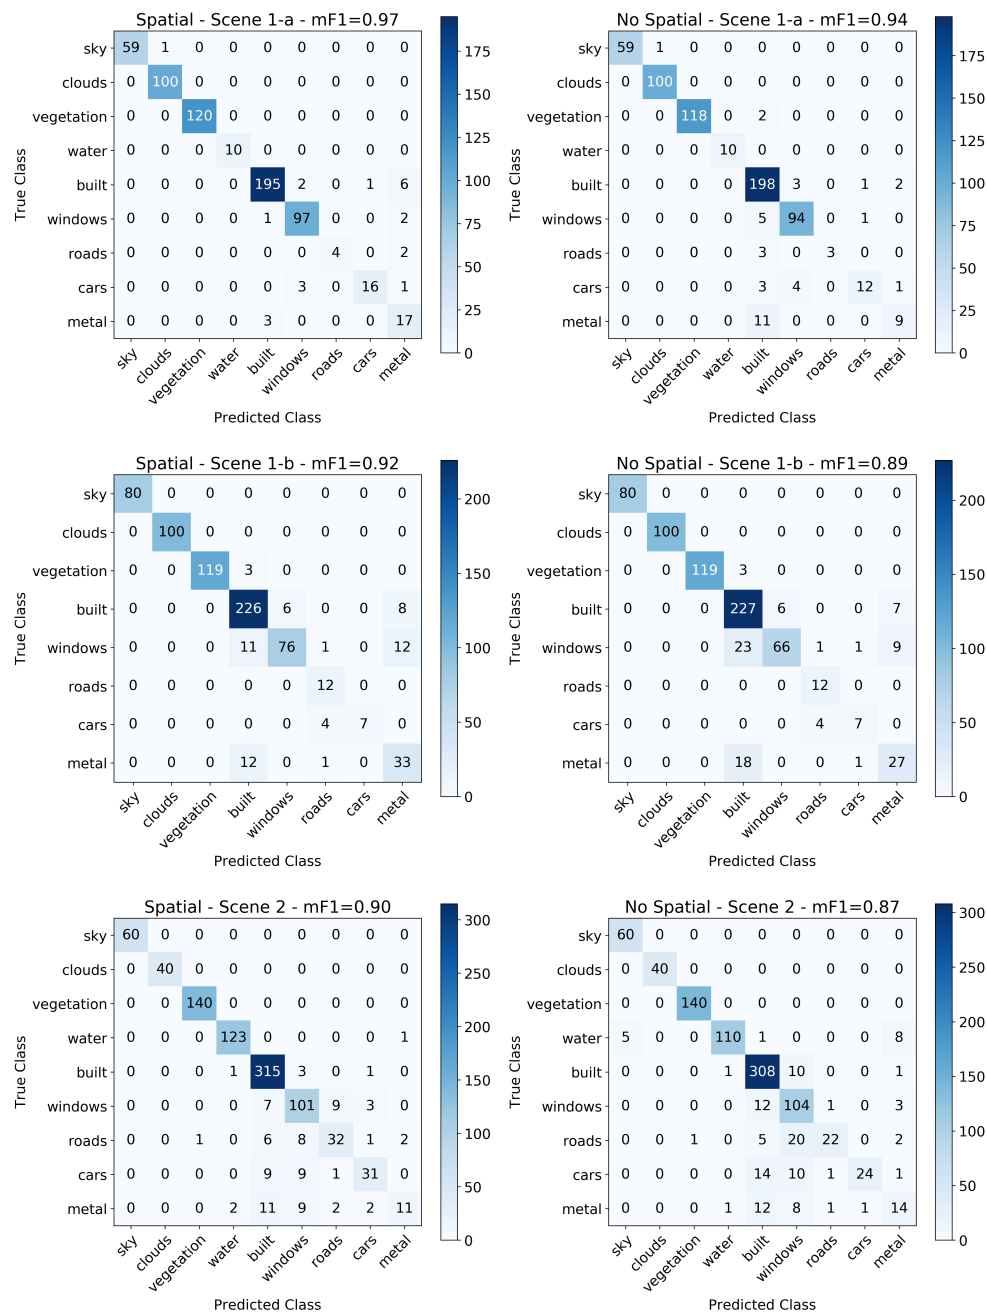 Spatial - Scene 1-a - mF1=0.97
True Class
sky 59 1 0 0 0 0 0 0 0
clouds 0 100 0 0 0 0 0 0 0
vegetation 0 0 120 0 0 0 0 0 0
water 0 0 0 10 0 0 0 0 0
built 0 0 0 0 195 2 0 1 6
windows 0 0 0 0 1 97 0 0 2
roads 0 0 0 0 0 0 4 0 2
cars 0 0 0 0 0 3 0 16 1
metal 0 0 0 0 3 0 0 0 17
sky clouds vegetation water built windows roads cars metal
Predicted Class
175
150
125
100
75
50
25
0
No Spatial - Scene 1-a - mF1=0.94
True Class
sky 59 1 0 0 0 0 0 0 0
clouds 0 100 0 0 0 0 0 0 0
vegetation 0 0 118 0 2 0 0 0 0
water 0 0 0 10 0 0 0 0 0
built 0 0 0 0 198 3 0 1 2
windows 0 0 0 0 5 94 0 1 0
roads 0 0 0 0 3 0 3 0 0
cars 0 0 0 0 3 4 0 12 1
metal 0 0 0 0 11 0 0 0 9
sky clouds vegetation water built windows roads cars metal
Predicted Class
175
150
125
100
75
50
25
0
Spatial - Scene 1-b - mF1=0.92
True Class
sky 80 0 0 0 0 0 0 0
clouds 0 100 0 0 0 0 0 0
vegetation 0 0 119 3 0 0 0 0
built 0 0 0 226 6 0 0 8
windows 0 0 0 11 76 1 0 12
roads 0 0 0 0 0 12 0 0
cars 0 0 0 0 0 4 7 0
metal 0 0 0 12 0 1 0 33
sky clouds vegetation built windows roads cars metal
Predicted Class
200
150
100
50
0
No Spatial - Scene 1-b - mF1=0.89
True Class
sky 80 0 0 0 0 0 0 0
clouds 0 100 0 0 0 0 0 0
vegetation 0 0 119 3 0 0 0 0
built 0 0 0 227 6 0 0 7
windows 0 0 0 23 66 1 1 9
roads 0 0 0 0 0 12 0 0
cars 0 0 0 0 0 4 7 0
metal 0 0 0 18 0 0 1 27
sky clouds vegetation built windows roads cars metal
Predicted Class
200
150
100
50
0
Spatial - Scene 2 - mF1=0.90
True Class
sky 60 0 0 0 0 0 0 0 0
clouds 0 40 0 0 0 0 0 0 0
vegetation 0 0 140 0 0 0 0 0 0
water 0 0 0 123 0 0 0 0 1
built 0 0 0 1 315 3 0 1 0
windows 0 0 0 0 7 101 9 3 0
roads 0 0 1 0 6 8 32 1 2
cars 0 0 0 0 9 9 1 31 0
metal 0 0 0 2 11 9 2 2 11
sky clouds vegetation water built windows roads cars metal
Predicted Class
300
250
200
150
100
50
0
No Spatial - Scene 2 - mF1=0.87
True Class
sky 60 0 0 0 0 0 0 0 0
clouds 0 40 0 0 0 0 0 0 0
vegetation 0 0 140 0 0 0 0 0 0
water 5 0 0 110 1 0 0 0 8
built 0 0 0 1 308 10 0 0 1
windows 0 0 0 0 12 104 1 0 3
roads 0 0 1 0 5 20 22 0 2
cars 0 0 0 0 14 10 1 24 1
metal 0 0 0 1 12 8 1 1 14
sky clouds vegetation water built windows roads cars metal
Predicted Class
300
250
200
150
100
50
0